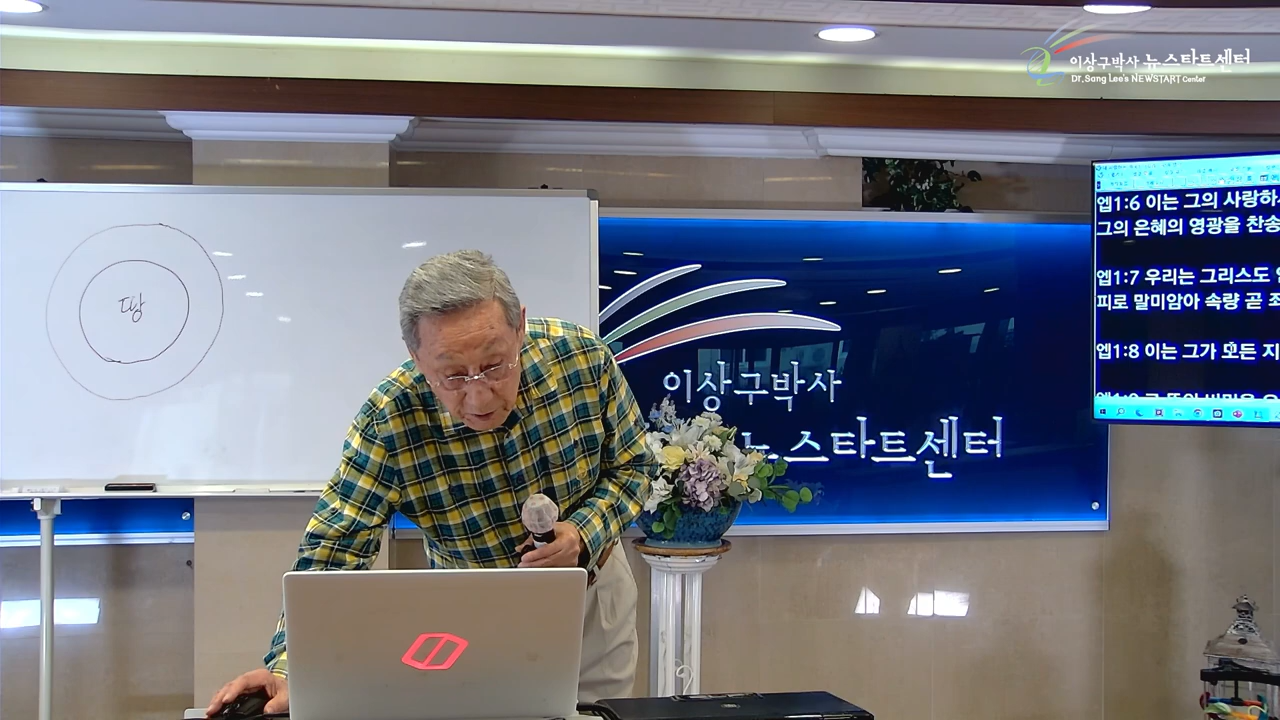 이상구박사 뉴스타트센터
Dr.Sang Lee's NEWSTART Center
땅
이상구박사
뉴스타트센터
엡1:6 이는 그의 사랑하
그의 은혜의 영광을 찬송
엡1:7 우리는 그리스도
피로 말미암아 속량 곧 죄
엡1:8 이는 그가 모든 지